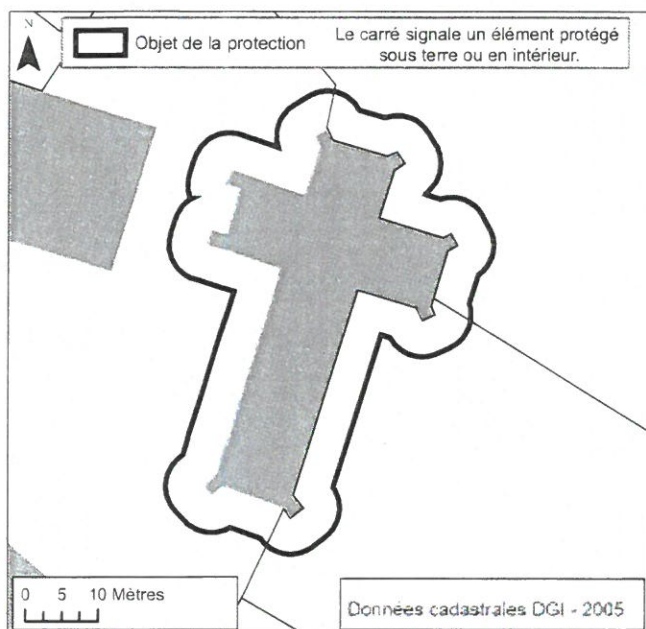 N
Objet de la protection
Le carré signale un élément protégé
sous terre ou en intérieur.
0 5 10 Mètres
Données cadastrales DGI - 2005